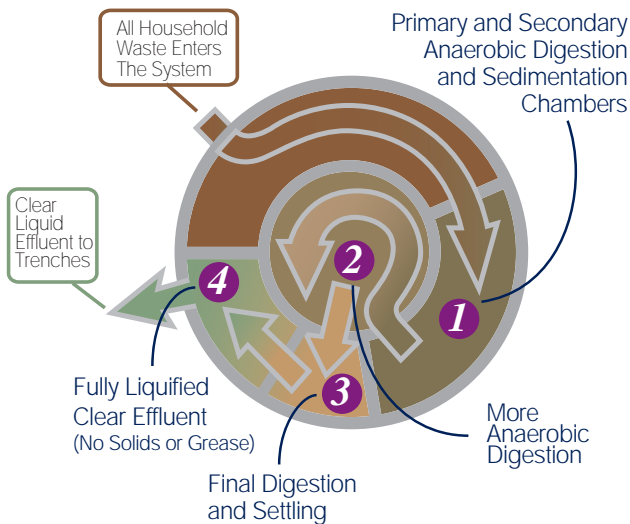 All Household
Waste Enters
The System
Primary and Secondary
Anaerobic Digestion
and Sedimentation
Chambers
Clear
Liquid
Effluent to
Trenches
2
4
1
3
Fully Liquified
Clear Effluent
(No Solids or Grease)
More
Anaerobic
Digestion
Final Digestion
and Settling